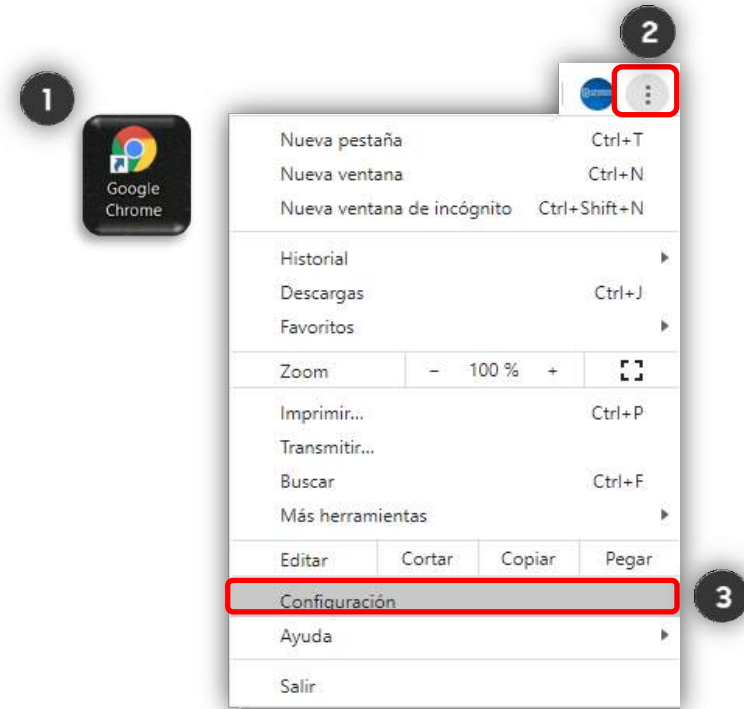 2
1
Google
Chrome
Nueva pestaña Ctrl+T
Nueva ventana Ctrl+N
Nueva ventana de incógnito Ctrl+Shift+N
Historial
Descargas Ctrl+J
Favoritos
Zoom − 100 % +
Imprimir... Ctrl+P
Transmitir...
Buscar Ctrl+F
Más herramientas
Editar Cortar Copiar Pegar
Configuración
3
Ayuda
Salir